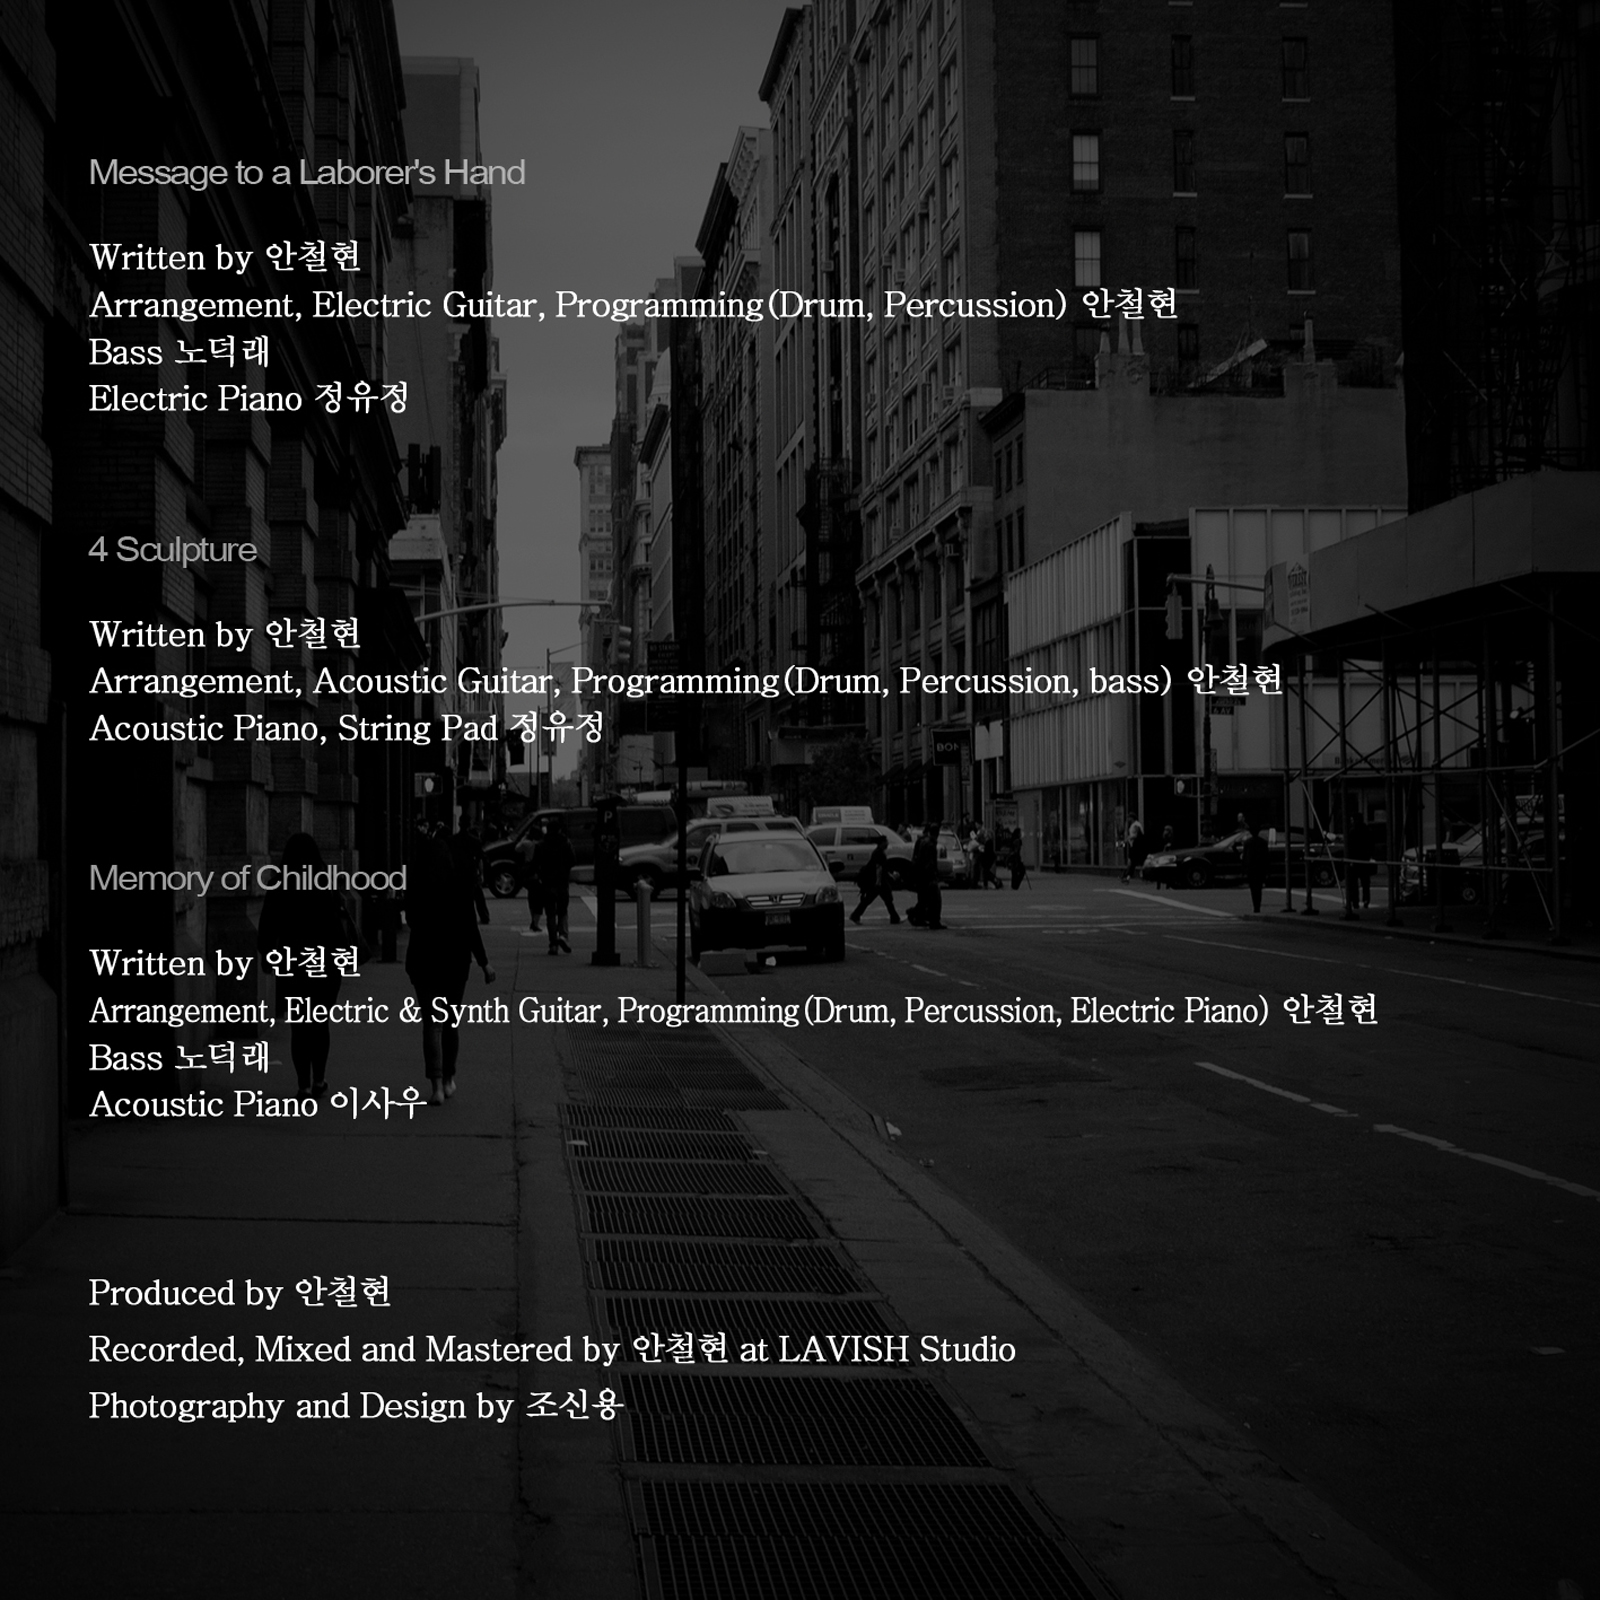 Message to a Laborer's Hand
Written by 안철현
Arrangement, Electric Guitar, Programming(Drum, Percussion) 안철현
Bass 노덕래
Electric Piano 정유정
4 Sculpture
Written by 안철현
Arrangement, Acoustic Guitar, Programming(Drum, Percussion, bass) 안철현
Acoustic Piano, String Pad 정유정
Memory of Childhood
Written by 안철현
Arrangement, Electric & Synth Guitar, Programming(Drum, Percussion, Electric Piano) 안철현
Bass 노덕래
Acoustic Piano 이사우
Produced by 안철현
Recorded, Mixed and Mastered by 안철현 at LAVISH Studio
Photography and Design by 조신용